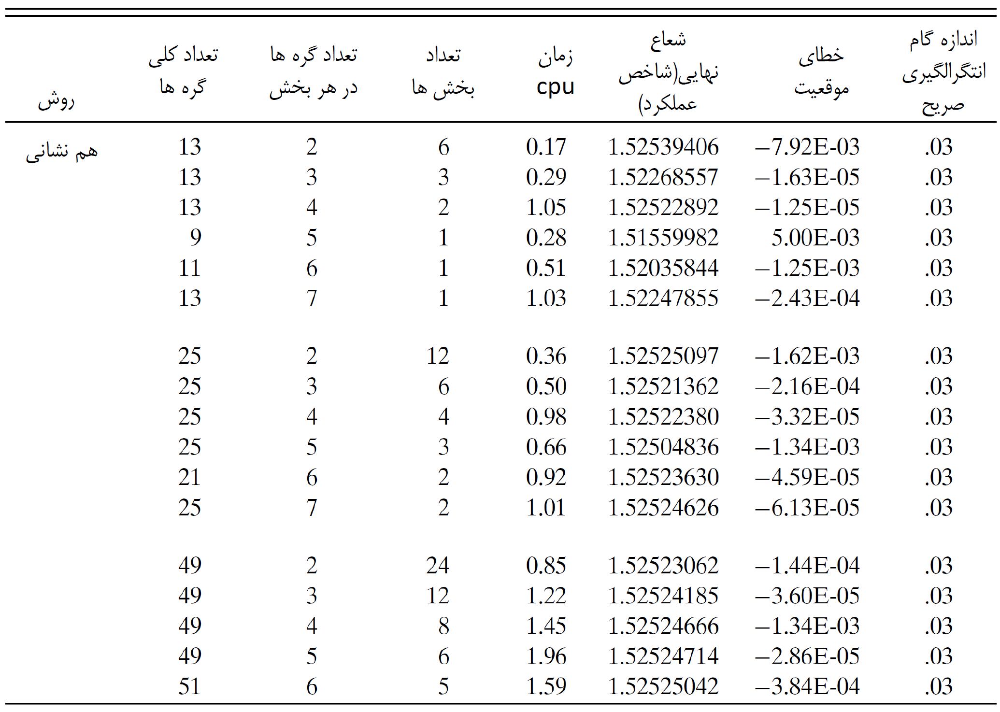 روش	تعداد کلی گره ها	تعداد گره ها در هر بخش	تعداد بخش ها	زمان cpu	شعاع نهایی(شاخص عملکرد)	خطای موقعیت	اندازه گام انتگرالگیری صریح
هم نشانی	13	2	6	0.17	1.52539406	−7.92E-03	.03
13	3	3	0.29	1.52268557	−1.63E-05	.03
13	4	2	1.05	1.52522892	−1.25E-05	.03
9	5	1	0.28	1.51559982	5.00E-03	.03
11	6	1	0.51	1.52035844	−1.25E-03	.03
13	7	1	1.03	1.52247855	−2.43E-04	.03
25	2	12	0.36	1.52525097	−1.62E-03	.03
25	3	6	0.50	1.52521362	−2.16E-04	.03
25	4	4	0.98	1.52522380	−3.32E-05	.03
25	5	3	0.66	1.52504836	−1.34E-03	.03
21	6	2	0.92	1.52523630	−4.59E-05	.03
25	7	2	1.01	1.52524626	−6.13E-05	.03
49	2	24	0.85	1.52523062	−1.44E-04	.03
49	3	12	1.22	1.52524185	−3.60E-05	.03
49	4	8	1.45	1.52524666	−1.34E-03	.03
49	5	6	1.96	1.52524714	−2.86E-05	.03
51	6	5	1.59	1.52525042	−3.84E-04	.03